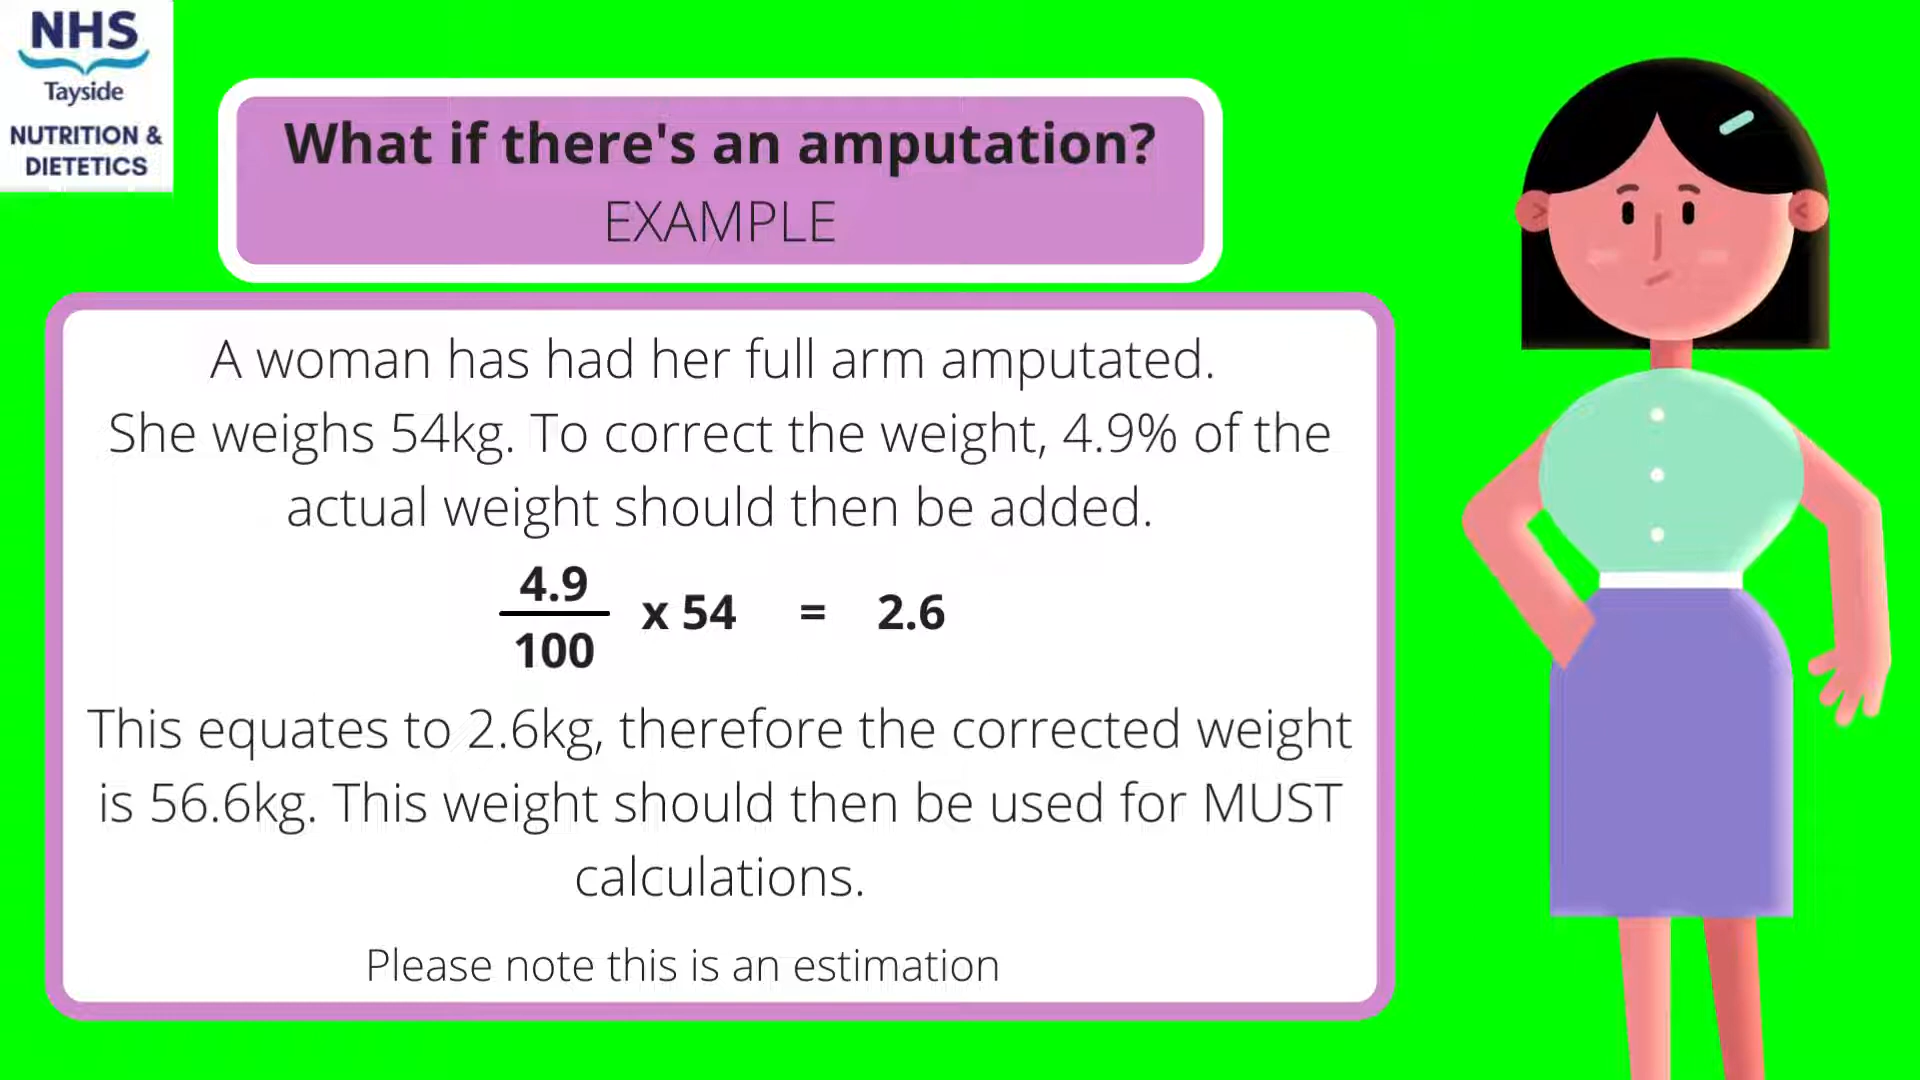 NHS
Tayside
NUTRITION &
DIETETICS
What if there's an amputation?
EXAMPLE
A woman has had her full arm amputated.
She weighs 54kg. To correct the weight, 4.9% of the
actual weight should then be added.
4.9
100
x 54 = 2.6
This equates to 2.6kg, therefore the corrected weight
is 56.6kg. This weight should then be used for MUST
calculations.
Please note this is an estimation